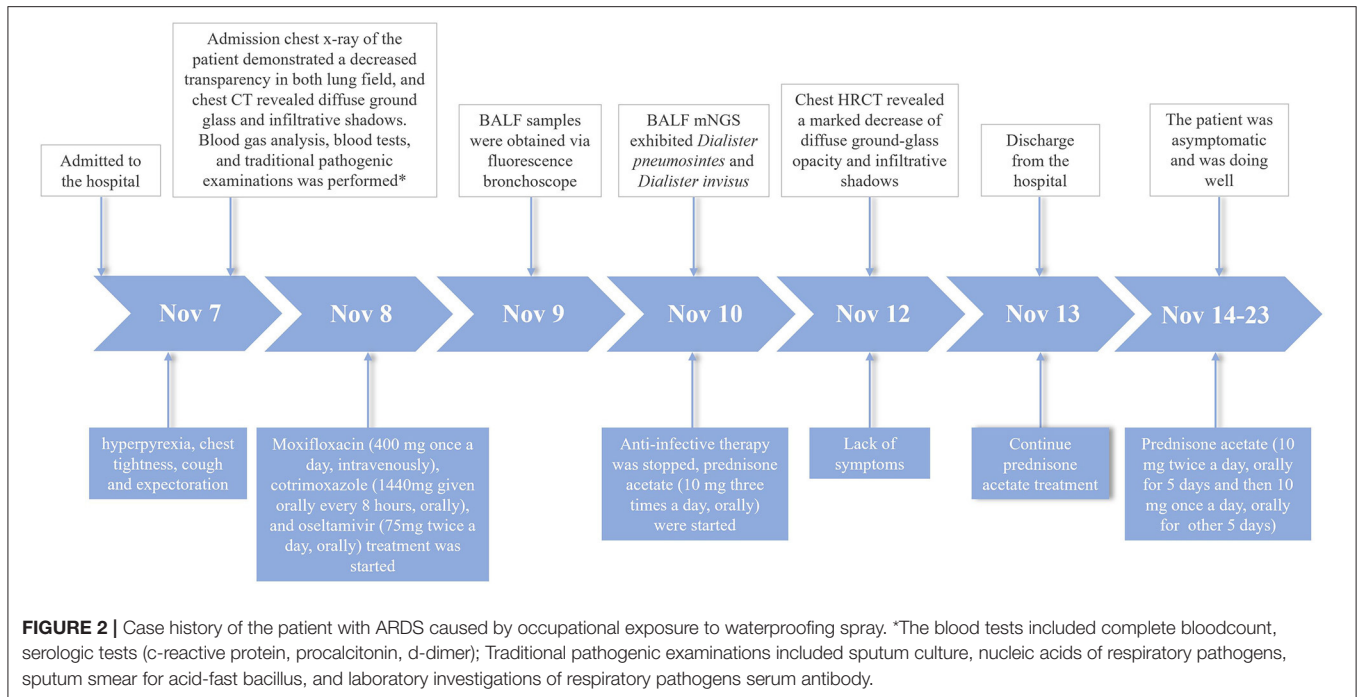 Admitted to
the hospital
Admission chest x-ray of the
patient demonstrated a decreased
transparency in both lung field, and
chest CT revealed diffuse ground
glass and infiltrative shadows.
Blood gas analysis, blood tests,
and traditional pathogenic
examinations was performed*
BALF samples
were obtained via
fluorescence
bronchoscope
BALF mNGS
exhibited Dialister
pneumosintes and
Dialister invisus
Chest HRCT revealed
a marked decrease of
diffuse ground-glass
opacity and infiltrative
shadows
Discharge
from the
hospital
The patient was
asymptomatic
and was doing
well
Nov 7
Nov 8
Nov 9
Nov 10
Nov 12
Nov 13
Nov 14-23
hyperpyrexia, chest
tightness, cough
and expectoration
Moxifloxacin (400 mg once a
day, intravenously),
cotrimoxazole (1440mg given
orally every 8 hours, orally),
and oseltamivir (75mg twice a
day, orally) treatment was
started
Anti-infective therapy
was stopped, prednisone
acetate (10 mg three
times a day, orally)
were started
Lack of
symptoms
Continue
prednisone
acetate treatment
Prednisone acetate (10
mg twice a day, orally
for 5 days and then 10
mg once a day, orally
for other 5 days)
FIGURE 2 | Case history of the patient with ARDS caused by occupational exposure to waterproofing spray. *The blood tests included complete bloodcount,
serologic tests (c-reactive protein, procalcitonin, d-dimer); Traditional pathogenic examinations included sputum culture, nucleic acids of respiratory pathogens,
sputum smear for acid-fast bacillus, and laboratory investigations of respiratory pathogens serum antibody.